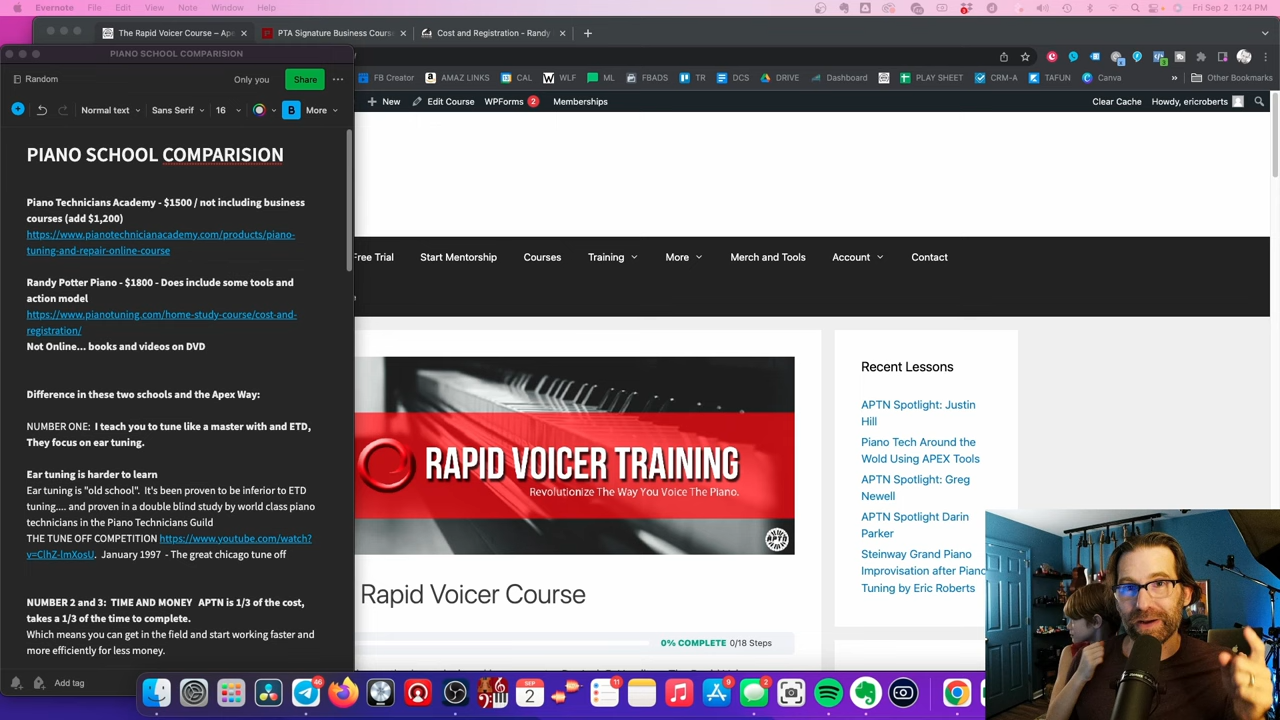 Evernote File Edit View Note Window Help Fri Sep 2 1:24 PM
The Rapid Voicer Course – Ape PTA Signature Business Course Cost and Registration - Randy
PIANO SCHOOL COMPARISION
Random Only you Share
FB Creator AMAZ LINKS CAL WLF ML FBADS TR DCS DRIVE Dashboard PLAY SHEET CRM-A TAFUN Canva Other Bookmarks
New Edit Course WPForms 2 Memberships Clear Cache Howdy, ericroberts
Normal text Sans Serif 16 B More
PIANO SCHOOL COMPARISION
Piano Technicians Academy - $1500 / not including business
courses (add $1,200)
https://www.pianotechnicianacademy.com/products/piano-
tuning-and-repair-online-course
Randy Potter Piano - $1800 - Does include some tools and
action model
https://www.pianotuning.com/home-study-course/cost-and-
registration/
Not Online... books and videos on DVD
Difference in these two schools and the Apex Way:
NUMBER ONE: I teach you to tune like a master with and ETD,
They focus on ear tuning.
Ear tuning is harder to learn
Ear tuning is "old school". It's been proven to be inferior to ETD
tuning.... and proven in a double blind study by world class piano
technicians in the Piano Technicians Guild
THE TUNE OFF COMPETITION https://www.youtube.com/watch?
v=ClhZ-lmXosU. January 1997 - The great chicago tune off
NUMBER 2 and 3: TIME AND MONEY APTN is 1/3 of the cost,
takes a 1/3 of the time to complete.
Which means you can get in the field and start working faster and
more efficiently for less money.
Add tag
Free Trial Start Mentorship Courses Training More Merch and Tools Account Contact
RAPID VOICER TRAINING
Revolutionize The Way You Voice The Piano.
APTN
Rapid Voicer Course
0% COMPLETE 0/18 Steps
Recent Lessons
APTN Spotlight: Justin
Hill
Piano Tech Around the
Wold Using APEX Tools
APTN Spotlight: Greg
Newell
APTN Spotlight Darin
Parker
Steinway Grand Piano
Improvisation after Piano
Tuning by Eric Roberts
46 SEP 2 11 9 2